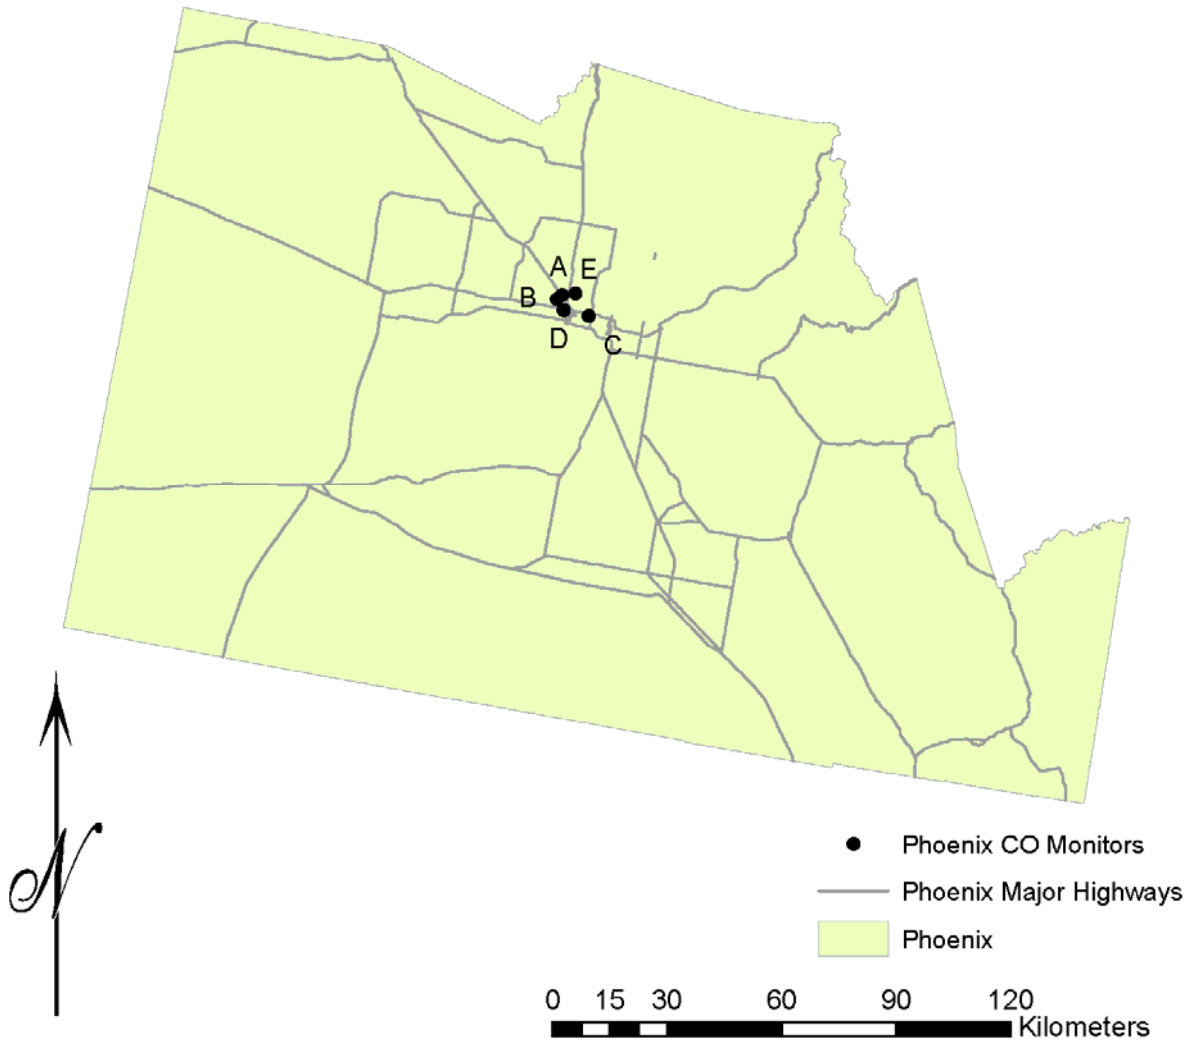 A E
B
D
C
N
Phoenix CO Monitors
Phoenix Major Highways
Phoenix
0 15 30 60 90 120
Kilometers